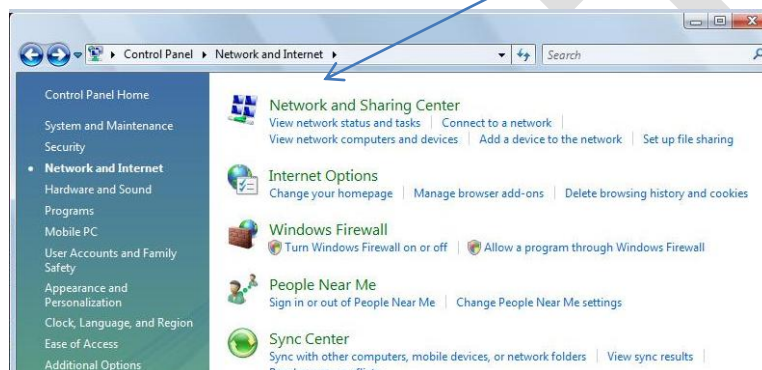 Control Panel Network and Internet Search
Control Panel Home
System and Maintenance
Security
Network and Internet
Hardware and Sound
Programs
Mobile PC
User Accounts and Family
Safety
Appearance and
Personalization
Clock, Language, and Region
Ease of Access
Additional Options
Network and Sharing Center
View network status and tasks Connect to a network
View network computers and devices Add a device to the network Set up file sharing
Internet Options
Change your homepage Manage browser add-ons Delete browsing history and cookies
Windows Firewall
Turn Windows Firewall on or off Allow a program through Windows Firewall
People Near Me
Sign in or out of People Near Me Change People Near Me settings
Sync Center
Sync with other computers, mobile devices, or network folders View sync results